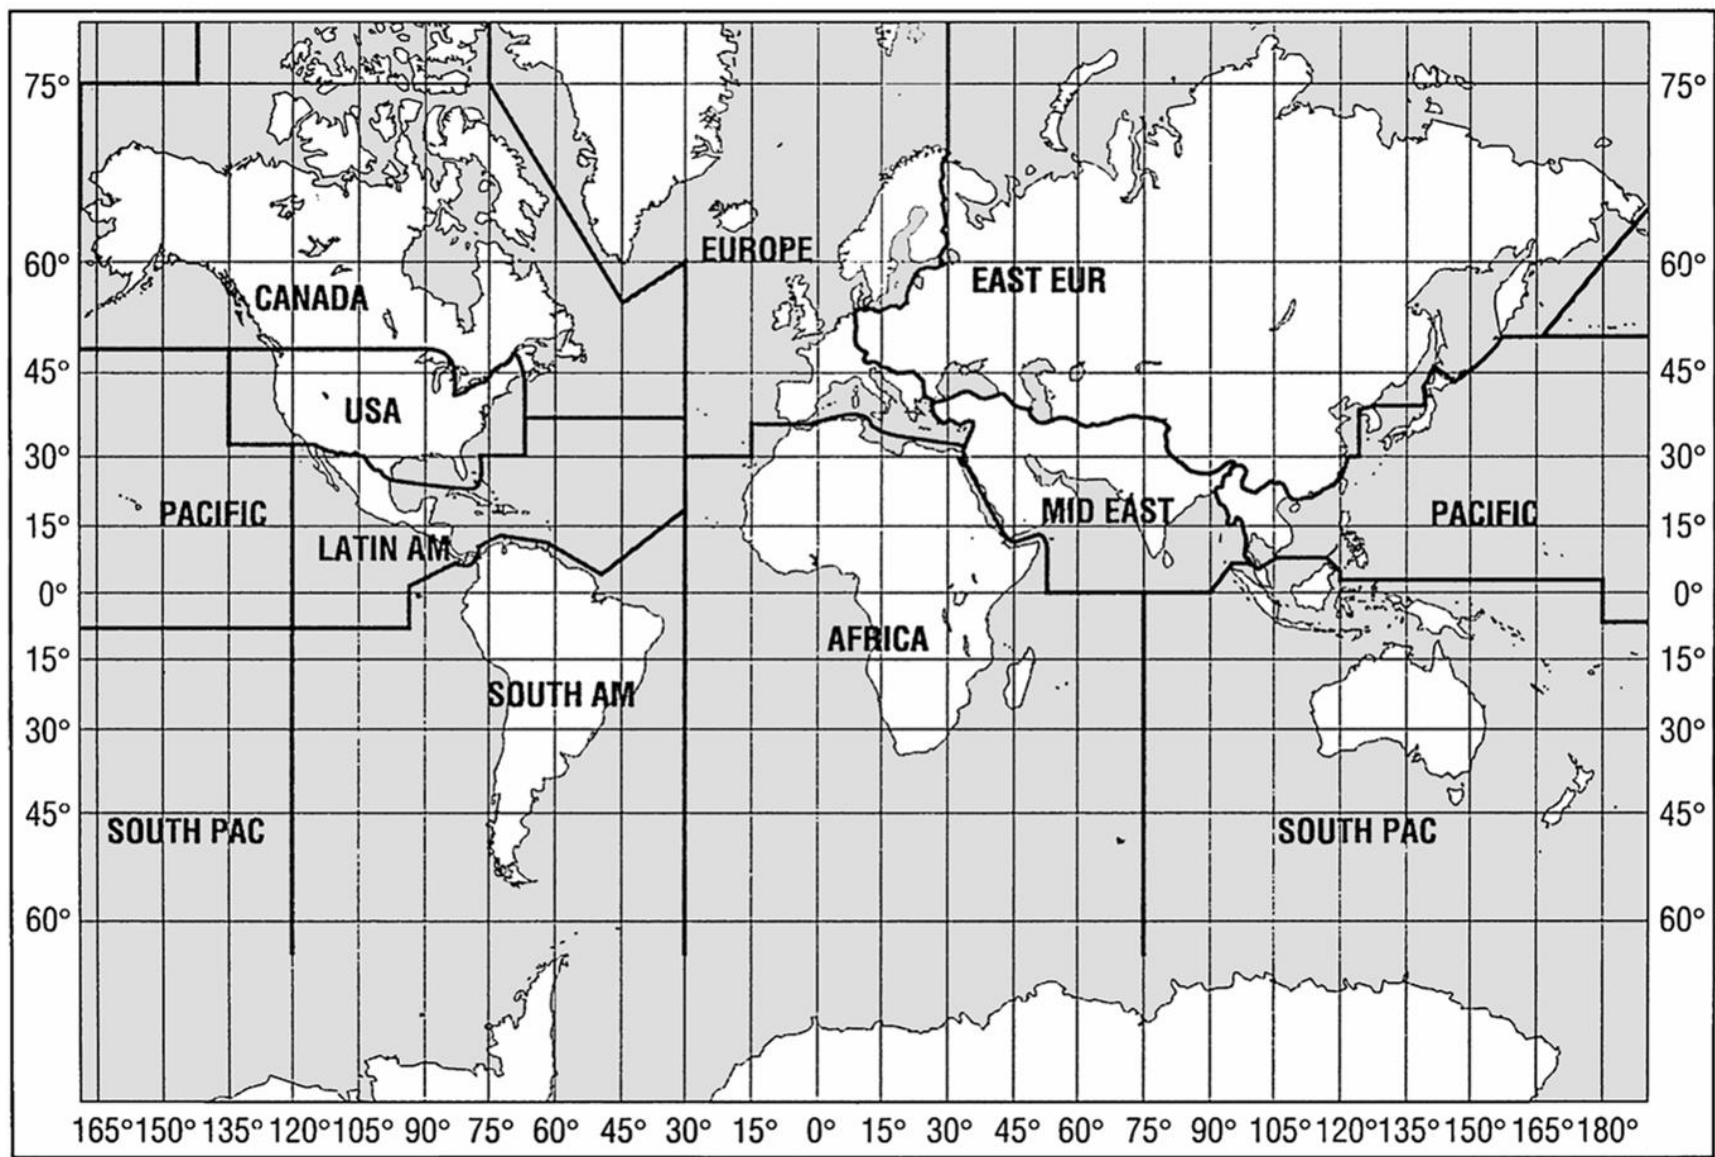 75° 75°
EUROPE
60° 60°
EAST EUR
CANADA
45° 45°
USA
30° 30°
PACIFIC MID EAST PACIFIC
15° 15°
LATIN AM
0° 0°
AFRICA
15° 15°
SOUTH AM
30° 30°
45° 45°
SOUTH PAC SOUTH PAC
60° 60°
165° 150° 135° 120° 105° 90° 75° 60° 45° 30° 15° 0° 15° 30° 45° 60° 75° 90° 105° 120° 135° 150° 165° 180°